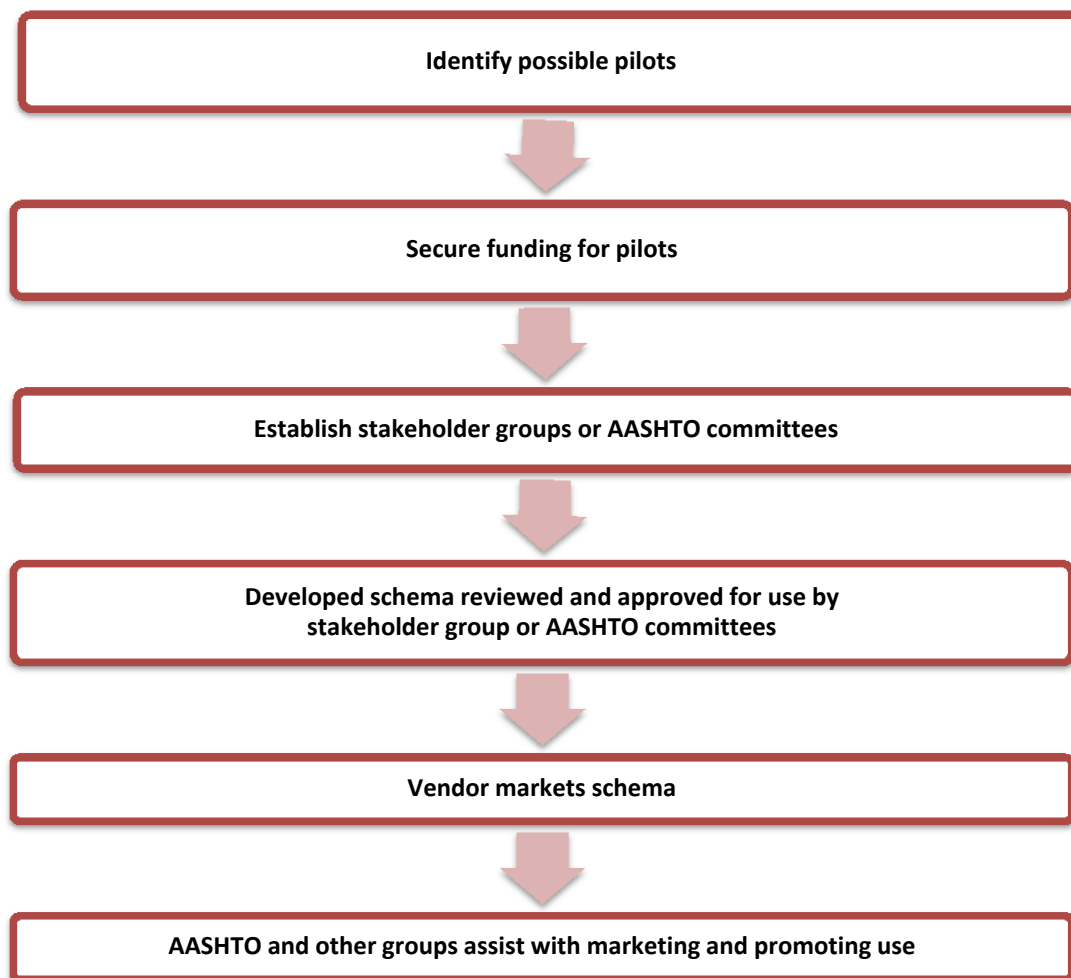 Identify possible pilots
Secure funding for pilots
Establish stakeholder groups or AASHTO committees
Developed schema reviewed and approved for use by
stakeholder group or AASHTO committees
Vendor markets schema
AASHTO and other groups assist with marketing and promoting use